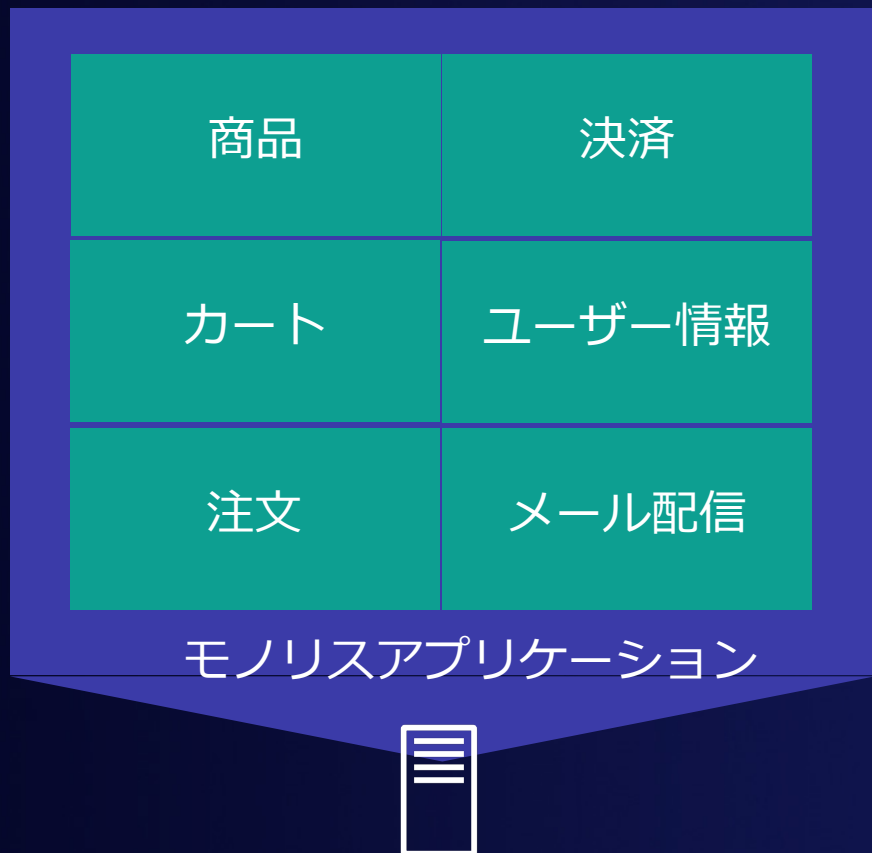 商品
決済
カート
ユーザー情報
注文
メール配信
モノリスアプリケーション